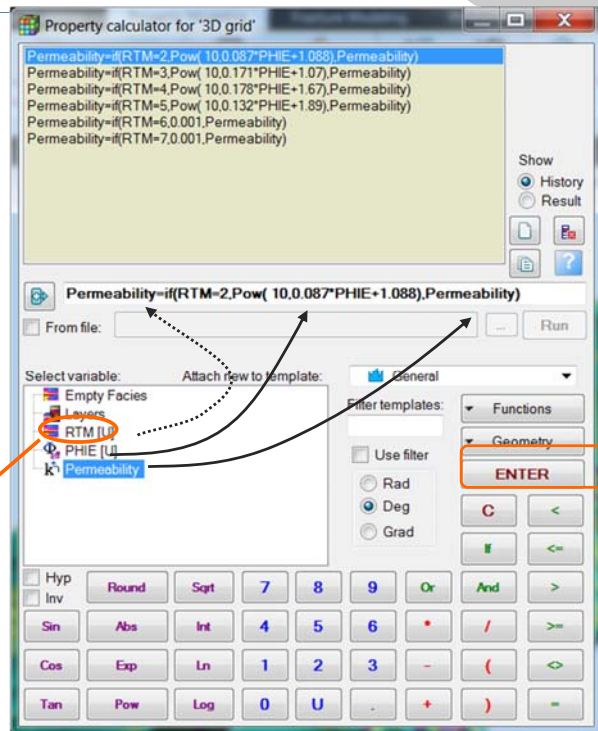 Property calculator for '3D grid'
Permeability=if(RTM=2,Pow( 10,0.087*PHIE+1.088),Permeability)
Permeability=if(RTM=3,Pow( 10,0.171*PHIE+1.07),Permeability)
Permeability=if(RTM=4,Pow( 10,0.178*PHIE+1.67),Permeability)
Permeability=if(RTM=5,Pow( 10,0.132*PHIE+1.89),Permeability)
Permeability=if(RTM=6,0.001,Permeability)
Permeability=if(RTM=7,0.001,Permeability)
Show
History
Result
Permeability=if(RTM=2,Pow( 10,0.087*PHIE+1.088),Permeability)
From file: ... Run
Select variable: Attach new to template: General
Empty Facies
Layers
RTM [U]
PHIE [U]
Permeability
Filter templates:
Use filter
Rad
Deg
Grad
Functions
Geometry
ENTER
C <
If <=
Hyp
Inv
Round Sqrt 7 8 9 Or And >
Sin Abs Int 4 5 6 * / >=
Cos Exp Ln 1 2 3 - ( <>
Tan Pow Log 0 U . + ) =